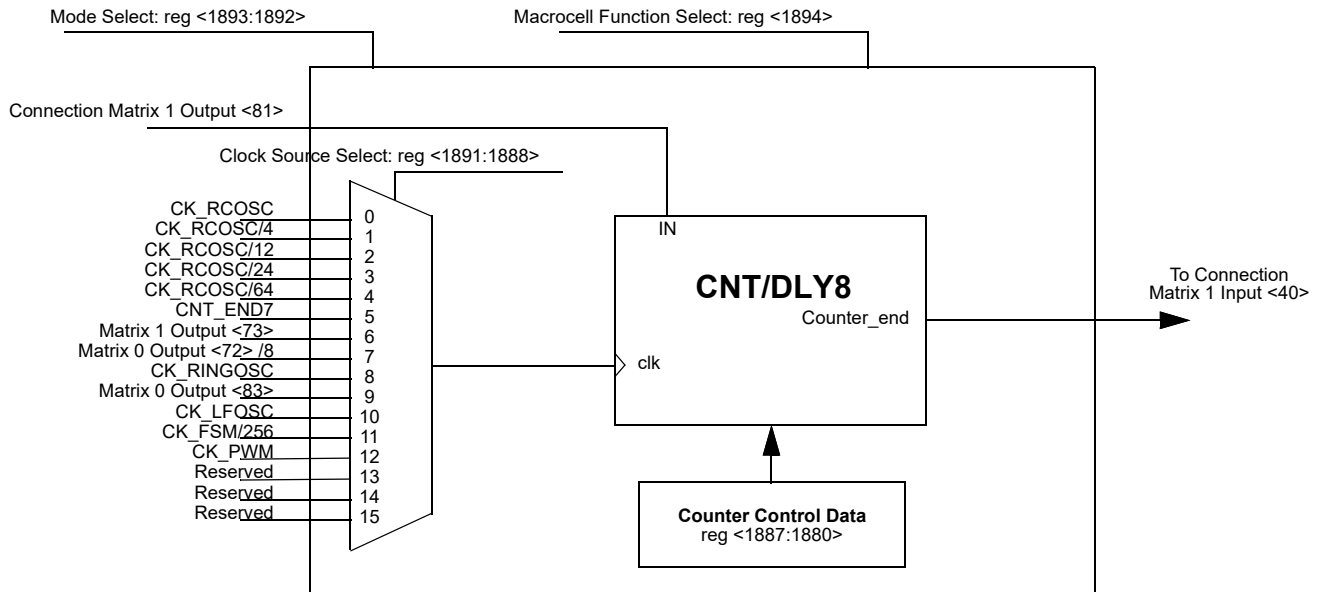 Mode Select: reg <1893:1892>
Macrocell Function Select: reg <1894>
Connection Matrix 1 Output <81>
Clock Source Select: reg <1891:1888>
CK_RCOSC
0
CK_RCOSC/4
1
CK_RCOSC/12
2
CK_RCOSC/24
3
CK_RCOSC/64
4
CNT_END7
5
Matrix 1 Output <73>
6
Matrix 0 Output <72> /8
7
CK_RINGOSC
8
Matrix 0 Output <83>
9
CK_LFOSC
10
CK_FSM/256
11
CK_PWM
12
Reserved
13
Reserved
14
Reserved
15
IN
CNT/DLY8
Counter_end
clk
To Connection
Matrix 1 Input <40>
Counter Control Data
reg <1887:1880>